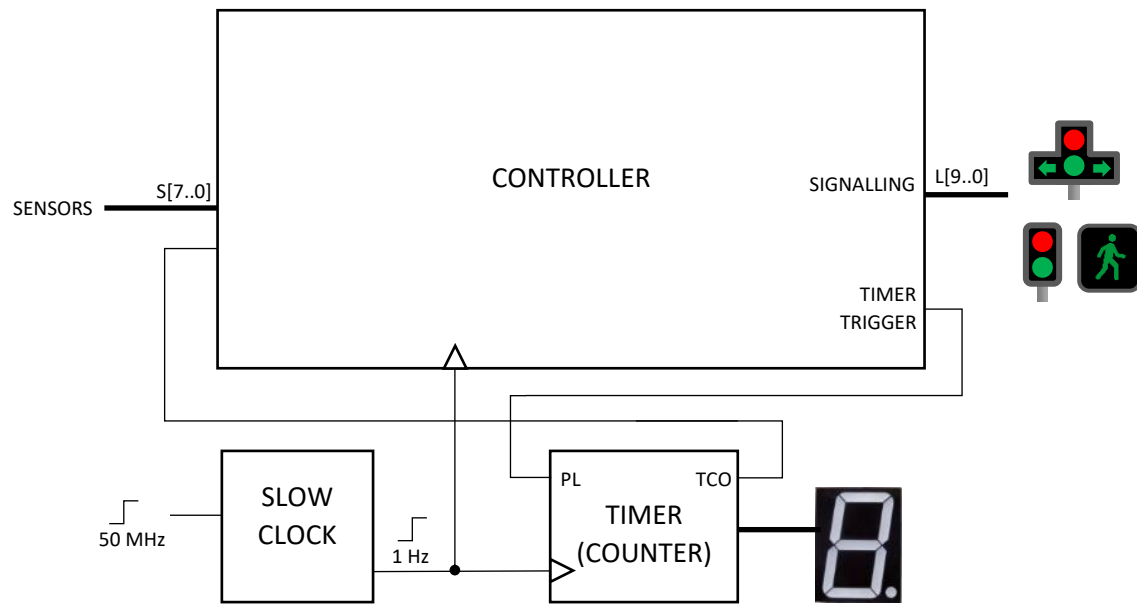 CONTROLLER
S[7..0]
SENSORS
SIGNALLING
L[9..0]
TIMER
TRIGGER
SLOW
CLOCK
50 MHz
1 Hz
PL
TCO
TIMER
(COUNTER)